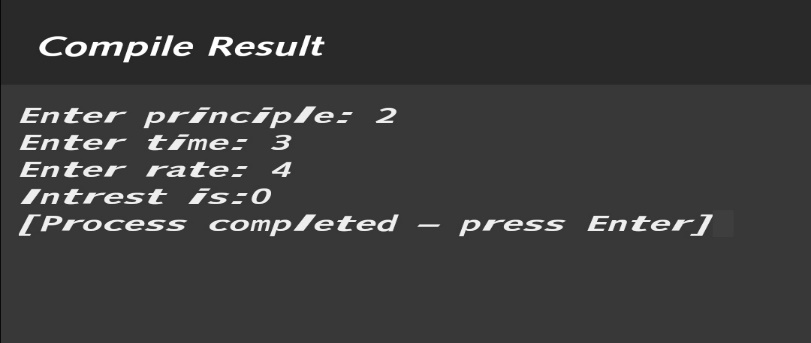 Compile Result
Enter principle: 2
Enter time: 3
Enter rate: 4
Intrest is:0
[Process completed – press Enter]